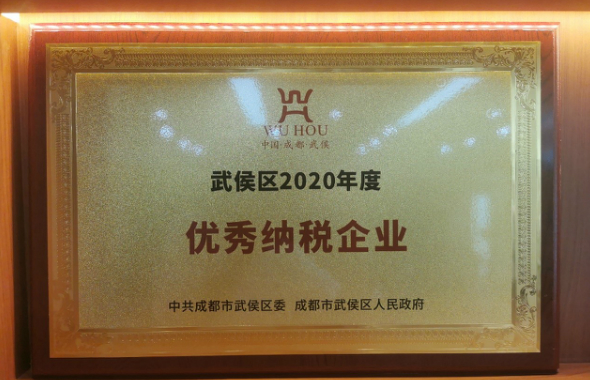 WU HOU
中国·成都·武侯
武侯区2020年度
优秀纳税企业
中共成都市武侯区委 成都市武侯区人民政府